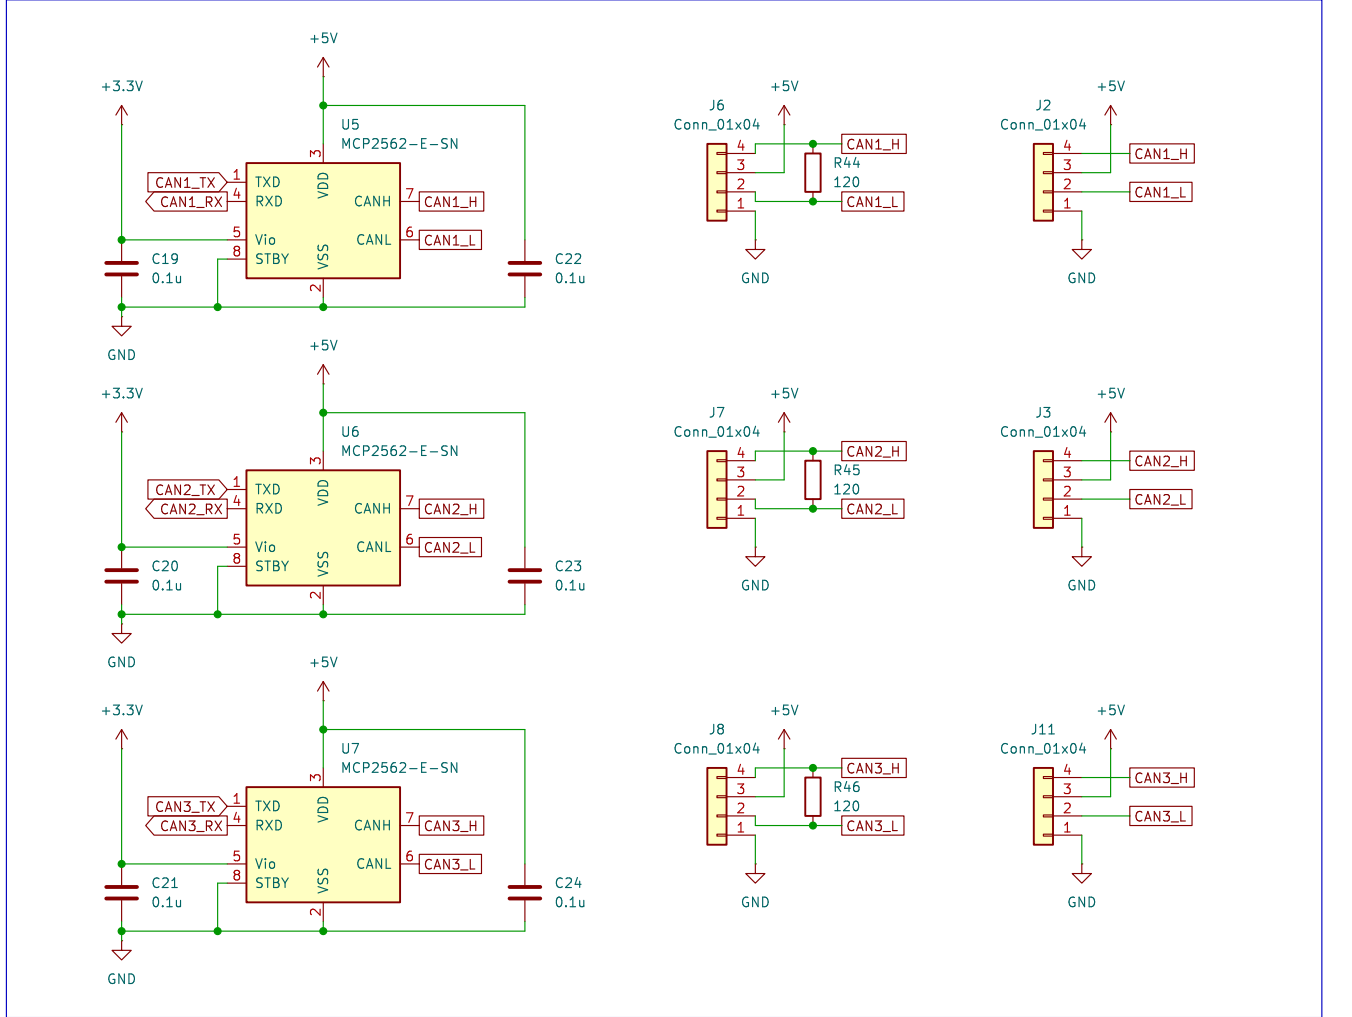 +5V
+3.3V
U5
MCP2562-E-SN
3
CAN1_TX 1 TXD VDD
CAN1_RX 4 RXD CANH 7 CAN1_H
5 Vio CANL 6 CAN1_L
8 STBY VSS
2
C19
0.1u
C22
0.1u
GND
+5V
J6
Conn_01x04
4
3
2
1
CAN1_H
R44
120
CAN1_L
GND
+5V
J2
Conn_01x04
4
3
2
1
CAN1_H
CAN1_L
GND
+5V
+3.3V
U6
MCP2562-E-SN
3
CAN2_TX 1 TXD VDD
CAN2_RX 4 RXD CANH 7 CAN2_H
5 Vio CANL 6 CAN2_L
8 STBY VSS
2
C20
0.1u
C23
0.1u
GND
+5V
J7
Conn_01x04
4
3
2
1
CAN2_H
R45
120
CAN2_L
GND
+5V
J3
Conn_01x04
4
3
2
1
CAN2_H
CAN2_L
GND
+5V
+3.3V
U7
MCP2562-E-SN
3
CAN3_TX 1 TXD VDD
CAN3_RX 4 RXD CANH 7 CAN3_H
5 Vio CANL 6 CAN3_L
8 STBY VSS
2
C21
0.1u
C24
0.1u
GND
+5V
J8
Conn_01x04
4
3
2
1
CAN3_H
R46
120
CAN3_L
GND
+5V
J11
Conn_01x04
4
3
2
1
CAN3_H
CAN3_L
GND